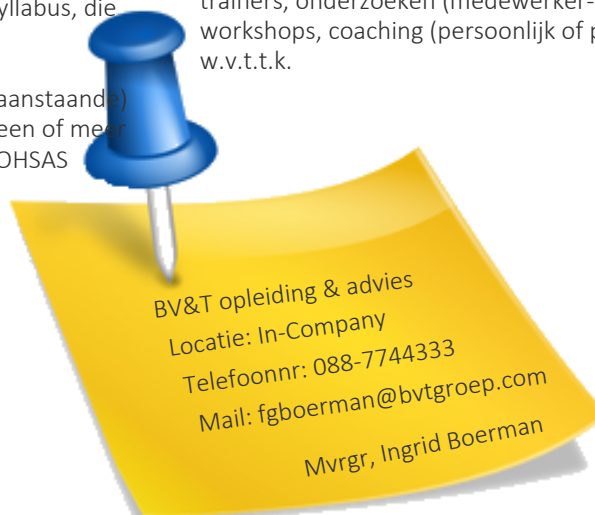 yllabus, die
aanstaande)
een of meer
OHSAS
trainers, onderzoeken (medewerker-
workshops, coaching (persoonlijk of p
w.v.t.t.k.
BV&T opleiding & advies
Locatie: In-Company
Telefoonnr: 088-7744333
Mail: fgboerman@bvtgroep.com
Mvrgr, Ingrid Boerman